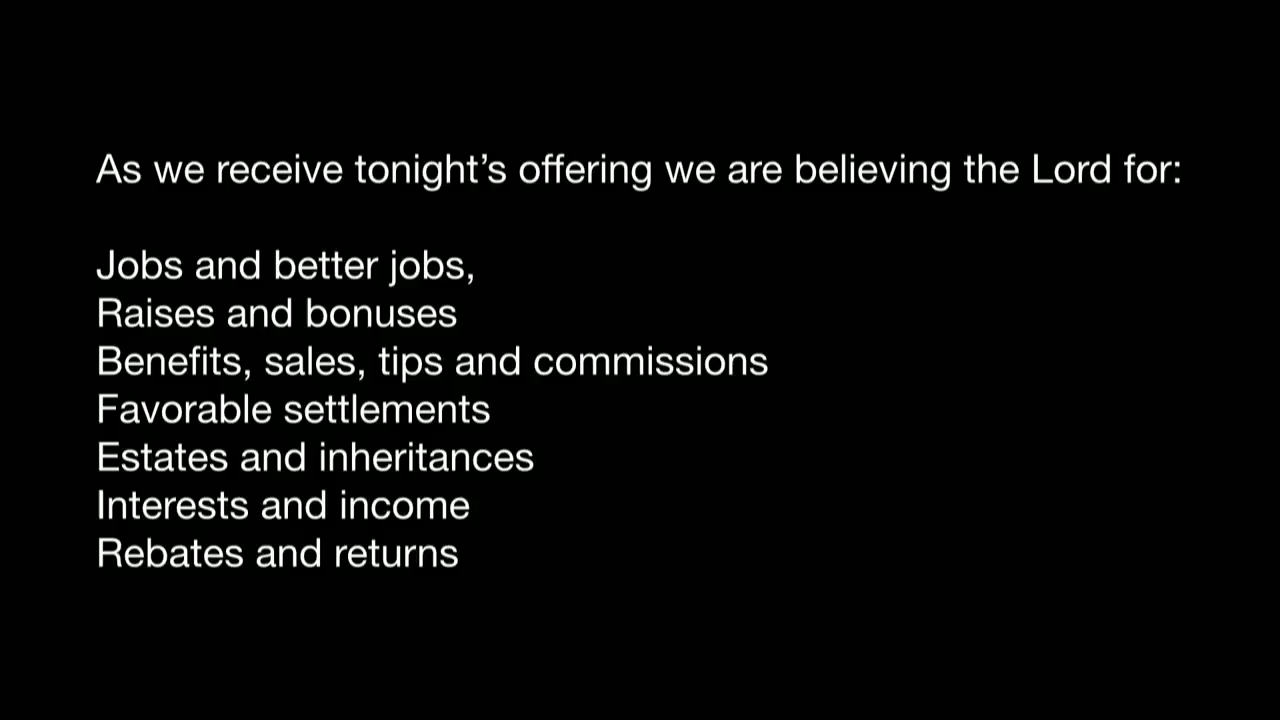 As we receive tonight’s offering we are believing the Lord for:
Jobs and better jobs,
Raises and bonuses
Benefits, sales, tips and commissions
Favorable settlements
Estates and inheritances
Interests and income
Rebates and returns